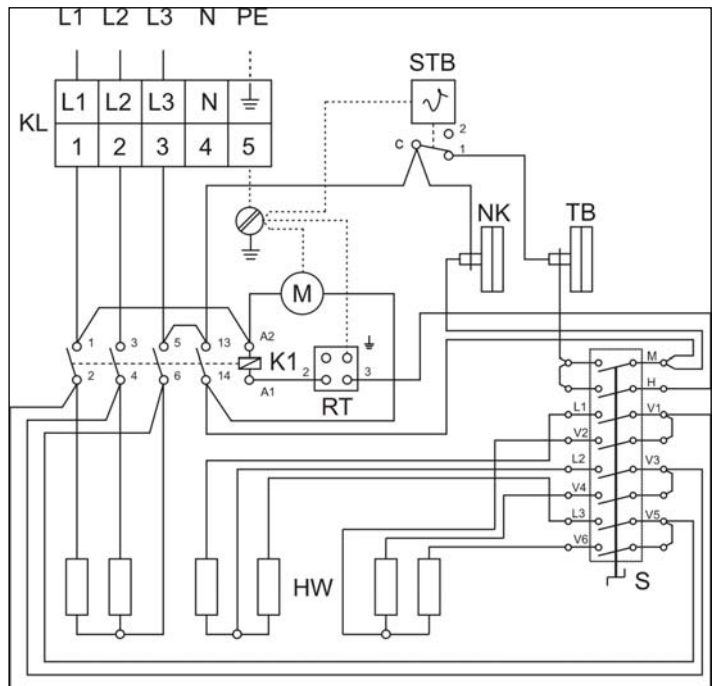 L1 L2 L3 N PE
STB
KL L1 L2 L3 N
1 2 3 4 5
2
C 1
NK TB
M
1 3 5 13 A2
K1
2 4 6 14 A1
2 3
RT
M
H
L1 V1
V2
L2 V3
V4
L3 V5
V6
HW S